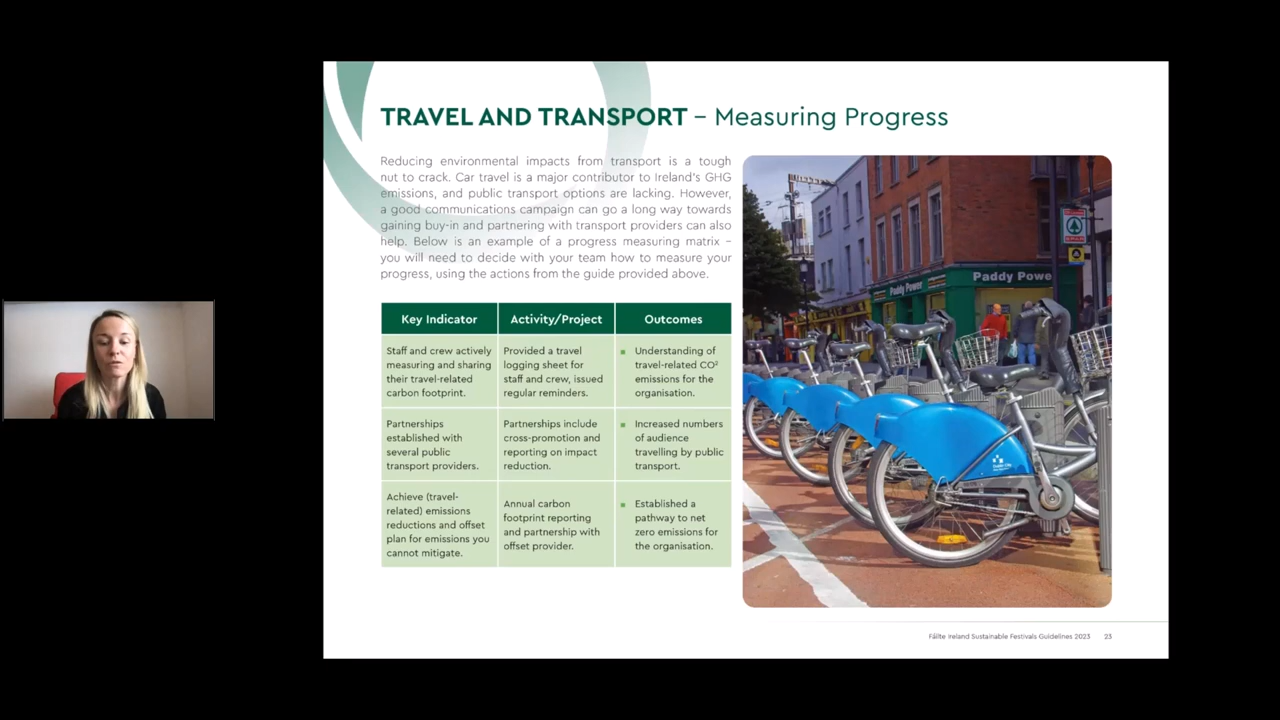 TRAVEL AND TRANSPORT – Measuring Progress
Reducing environmental impacts from transport is a tough
nut to crack. Car travel is a major contributor to Ireland's GHG
emissions, and public transport options are lacking. However,
a good communications campaign can go a long way towards
gaining buy-in and partnering with transport providers can also
help. Below is an example of a progress measuring matrix –
you will need to decide with your team how to measure your
progress, using the actions from the guide provided above.
Key Indicator
Activity/Project
Outcomes
Staff and crew actively
measuring and sharing
their travel-related
carbon footprint.
Provided a travel
logging sheet for
staff and crew, issued
regular reminders.
Understanding of
travel-related CO²
emissions for the
organisation.
Partnerships
established with
several public
transport providers.
Partnerships include
cross-promotion and
reporting on impact
reduction.
Increased numbers
of audience
travelling by public
transport.
Achieve (travel-
related) emissions
reductions and offset
plan for emissions you
cannot mitigate.
Annual carbon
footprint reporting
and partnership with
offset provider.
Established a
pathway to net
zero emissions for
the organisation.
Paddy Power
Paddy Powe
Fáilte Ireland Sustainable Festivals Guidelines 2023 23